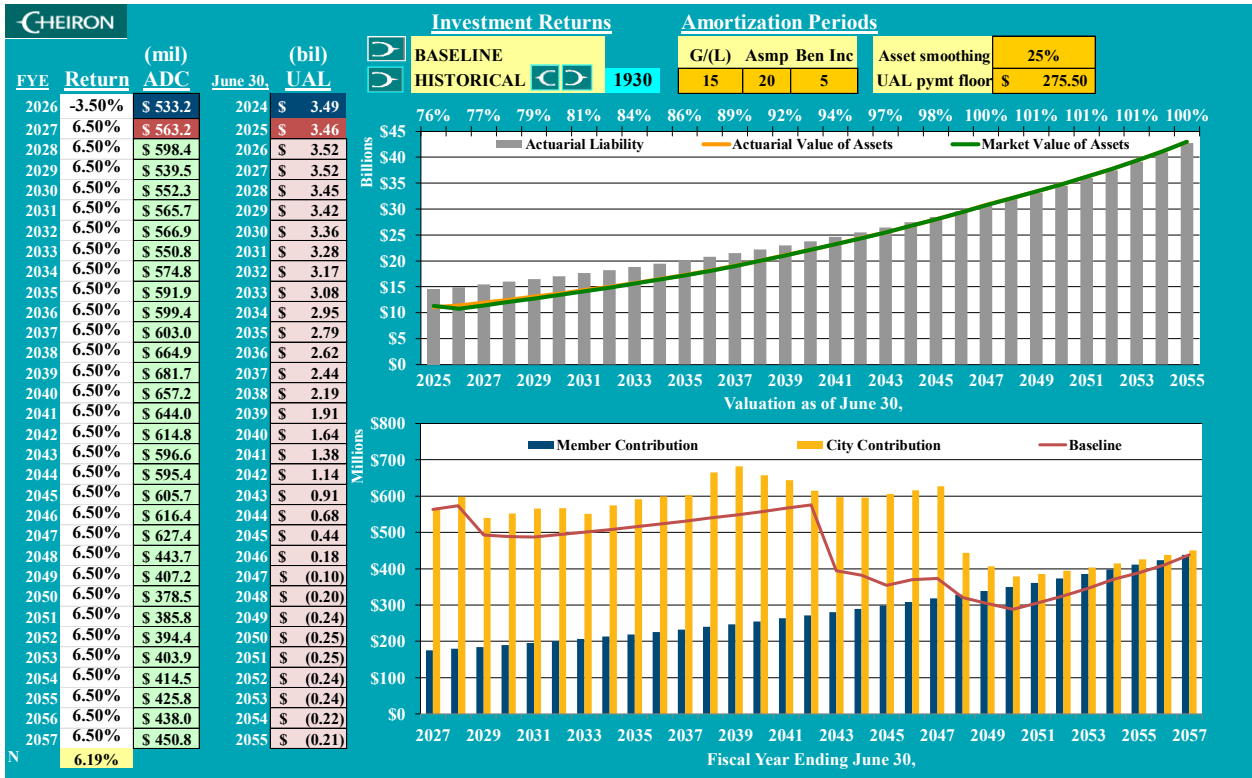 CHEIRON
Investment Returns
Amortization Periods
BASELINE
HISTORICAL 1930
G/(L) Asmp Ben Inc
15 20 5
Asset smoothing 25%
UAL pymt floor $ 275.50
(mil) (bil)
FYE Return ADC June 30, UAL
2026 -3.50% $ 533.2 2024 $ 3.49
2027 6.50% $ 563.2 2025 $ 3.46
2028 6.50% $ 598.4 2026 $ 3.52
2029 6.50% $ 539.5 2027 $ 3.52
2030 6.50% $ 552.3 2028 $ 3.45
2031 6.50% $ 565.7 2029 $ 3.42
2032 6.50% $ 566.9 2030 $ 3.36
2033 6.50% $ 550.8 2031 $ 3.28
2034 6.50% $ 574.8 2032 $ 3.17
2035 6.50% $ 591.9 2033 $ 3.08
2036 6.50% $ 599.4 2034 $ 2.95
2037 6.50% $ 603.0 2035 $ 2.79
2038 6.50% $ 664.9 2036 $ 2.62
2039 6.50% $ 681.7 2037 $ 2.44
2040 6.50% $ 657.2 2038 $ 2.19
2041 6.50% $ 644.0 2039 $ 1.91
2042 6.50% $ 614.8 2040 $ 1.64
2043 6.50% $ 596.6 2041 $ 1.38
2044 6.50% $ 595.4 2042 $ 1.14
2045 6.50% $ 605.7 2043 $ 0.91
2046 6.50% $ 616.4 2044 $ 0.68
2047 6.50% $ 627.4 2045 $ 0.44
2048 6.50% $ 443.7 2046 $ 0.18
2049 6.50% $ 407.2 2047 $ (0.10)
2050 6.50% $ 378.5 2048 $ (0.20)
2051 6.50% $ 385.8 2049 $ (0.24)
2052 6.50% $ 394.4 2050 $ (0.25)
2053 6.50% $ 403.9 2051 $ (0.25)
2054 6.50% $ 414.5 2052 $ (0.24)
2055 6.50% $ 425.8 2053 $ (0.24)
2056 6.50% $ 438.0 2054 $ (0.22)
2057 6.50% $ 450.8 2055 $ (0.21)
N 6.19%
76% 77% 79% 81% 84% 86% 89% 92% 94% 97% 98% 100% 101% 101% 101% 100%
Actuarial Liability Actuarial Value of Assets Market Value of Assets
Billions
$45
$40
$35
$30
$25
$20
$15
$10
$5
$0
2025 2027 2029 2031 2033 2035 2037 2039 2041 2043 2045 2047 2049 2051 2053 2055
Valuation as of June 30,
Member Contribution City Contribution Baseline
Millions
$800
$700
$600
$500
$400
$300
$200
$100
$0
2027 2029 2031 2033 2035 2037 2039 2041 2043 2045 2047 2049 2051 2053 2055 2057
Fiscal Year Ending June 30,